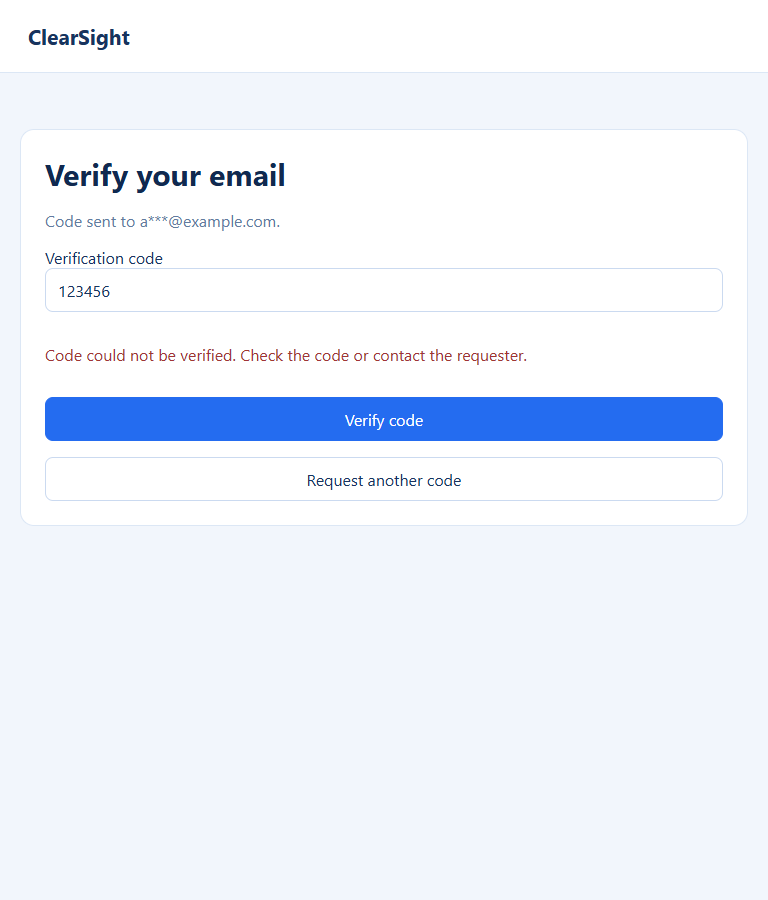 ClearSight
Verify your email
Code sent to a***@example.com.
Verification code
123456
Code could not be verified. Check the code or contact the requester.
Verify code
Request another code